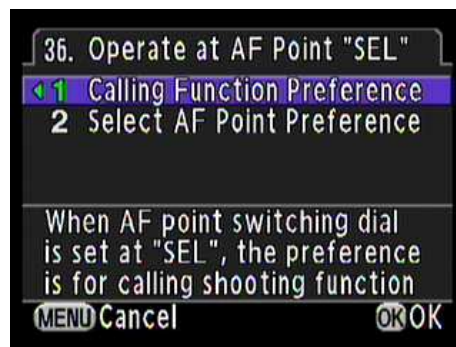 36. Operate at AF Point "SEL"
1 Calling Function Preference
2 Select AF Point Preference
When AF point switching dial
is set at "SEL", the preference
is for calling shooting function
MENU Cancel OK OK